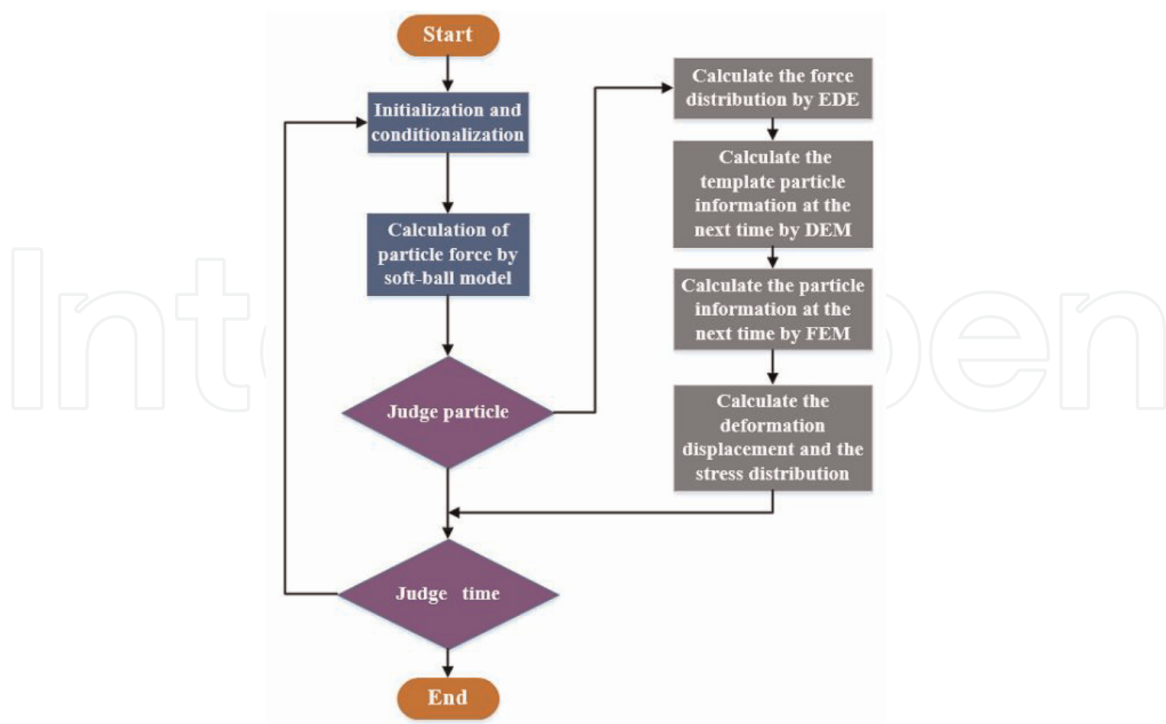 Start
Initialization and
conditionalization
Calculation of
particle force by
soft-ball model
Judge particle
Judge time
End
Calculate the force
distribution by EDE
Calculate the
template particle
information at the
next time by DEM
Calculate the particle
information at the
next time by FEM
Calculate the
deformation
displacement and the
stress distribution